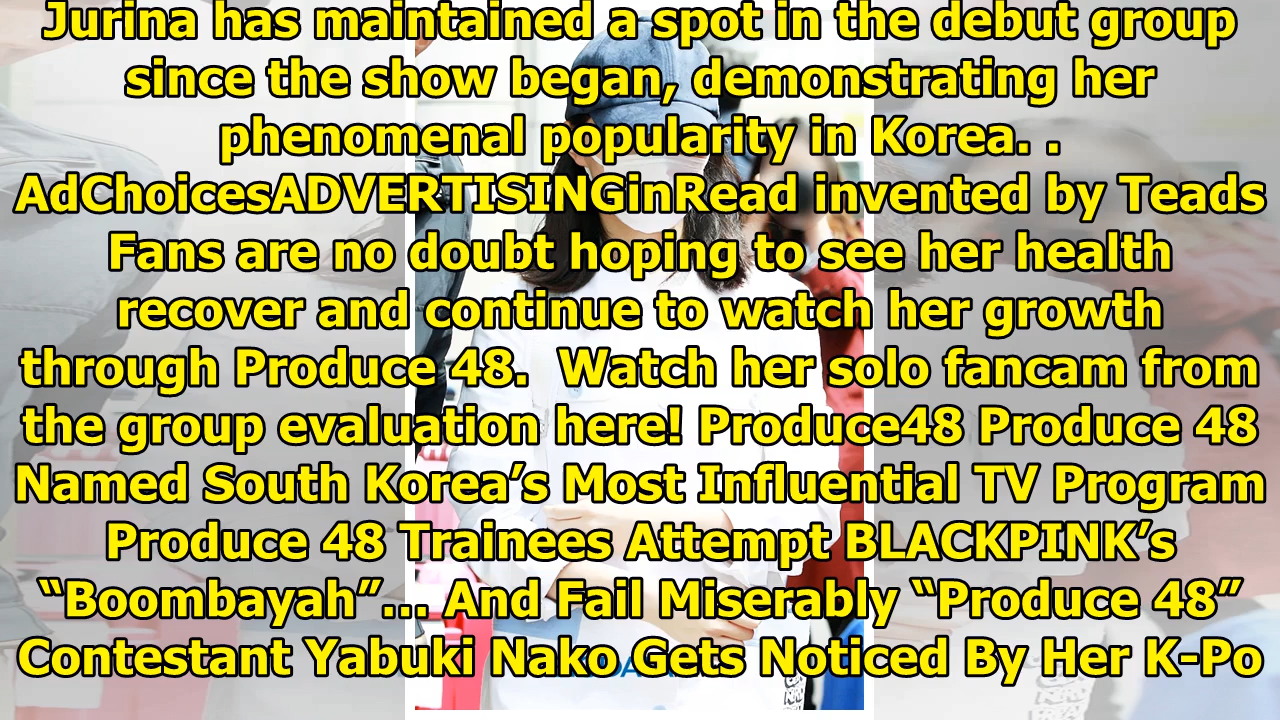 Jurina has maintained a spot in the debut group
since the show began, demonstrating her
phenomenal popularity in Korea. .
AdChoicesADVERTISINGinRead invented by Teads
Fans are no doubt hoping to see her health
recover and continue to watch her growth
through Produce 48.  Watch her solo fancam from
the group evaluation here! Produce48 Produce 48
Named South Korea’s Most Influential TV Program
Produce 48 Trainees Attempt BLACKPINK’s
“Boombayah”… And Fail Miserably “Produce 48”
Contestant Yabuki Nako Gets Noticed By Her K-Po